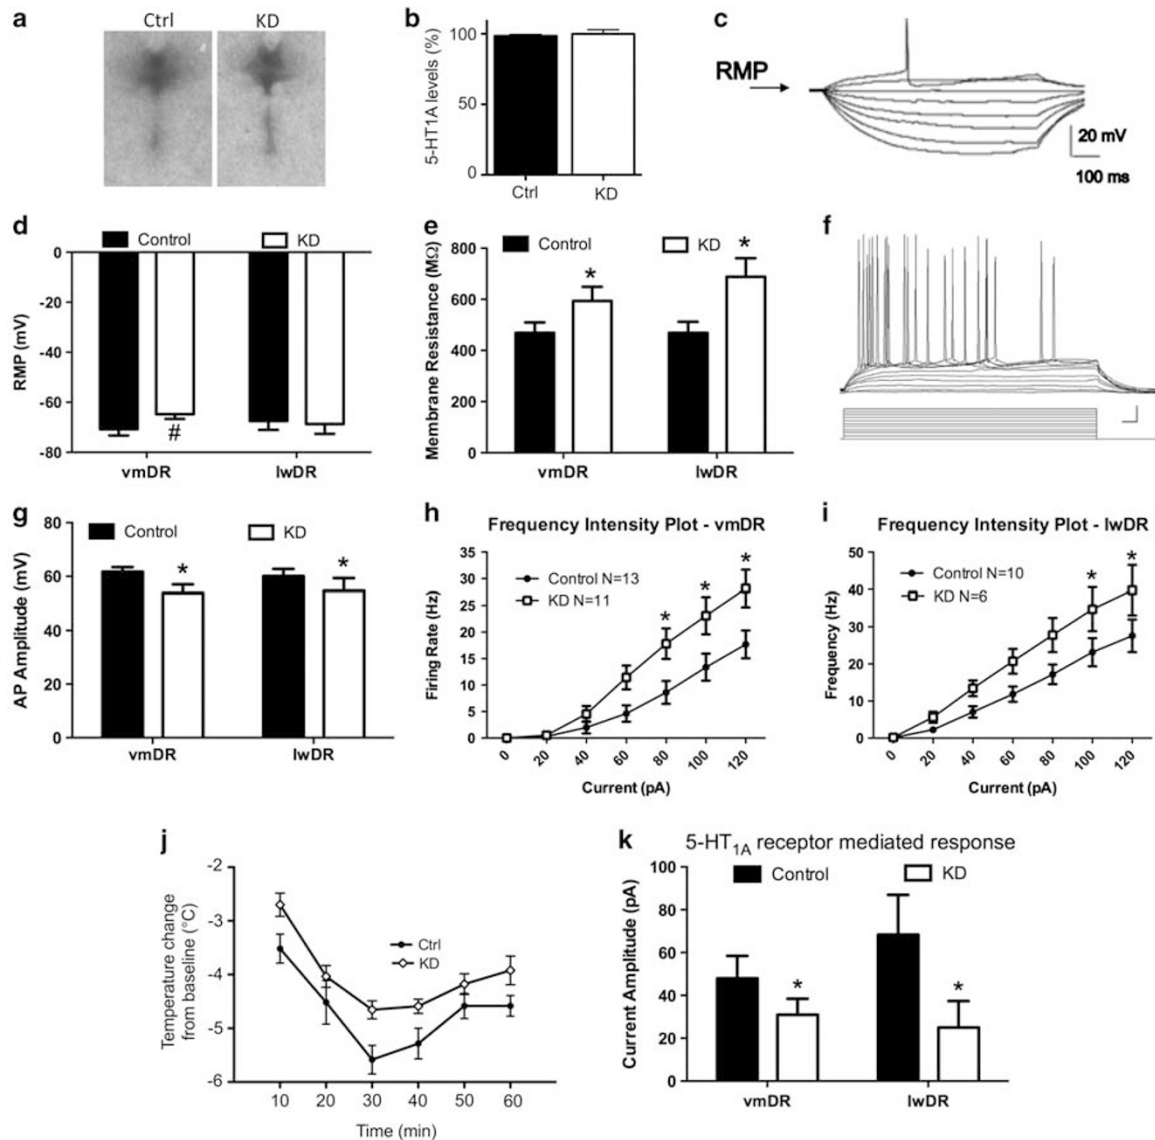 a
Ctrl
KD
b
5-HT1A levels (%)
100
50
0
Ctrl
KD
c
RMP
20 mV
100 ms
d
Control
KD
RMP (mV)
0
-20
-40
-60
-80
#
vmDR
lwDR
e
Control
KD
Membrane Resistance (MΩ)
800
600
400
200
0
*
*
vmDR
lwDR
f
g
Control
KD
AP Amplitude (mV)
80
60
40
20
0
*
*
vmDR
lwDR
h
Frequency Intensity Plot - vmDR
Control N=13
KD N=11
Firing Rate (Hz)
35
30
25
20
15
10
5
0
*
*
*
0 20 40 60 80 100 120
Current (pA)
i
Frequency Intensity Plot - lwDR
Control N=10
KD N=6
Frequency (Hz)
50
40
30
20
10
0
*
*
0 20 40 60 80 100 120
Current (pA)
j
Temperature change
from baseline (°C)
-2
-3
-4
-5
-6
Ctrl
KD
10 20 30 40 50 60
Time (min)
k
5-HT1A receptor mediated response
Control
KD
Current Amplitude (pA)
100
80
60
40
20
0
*
*
vmDR
lwDR